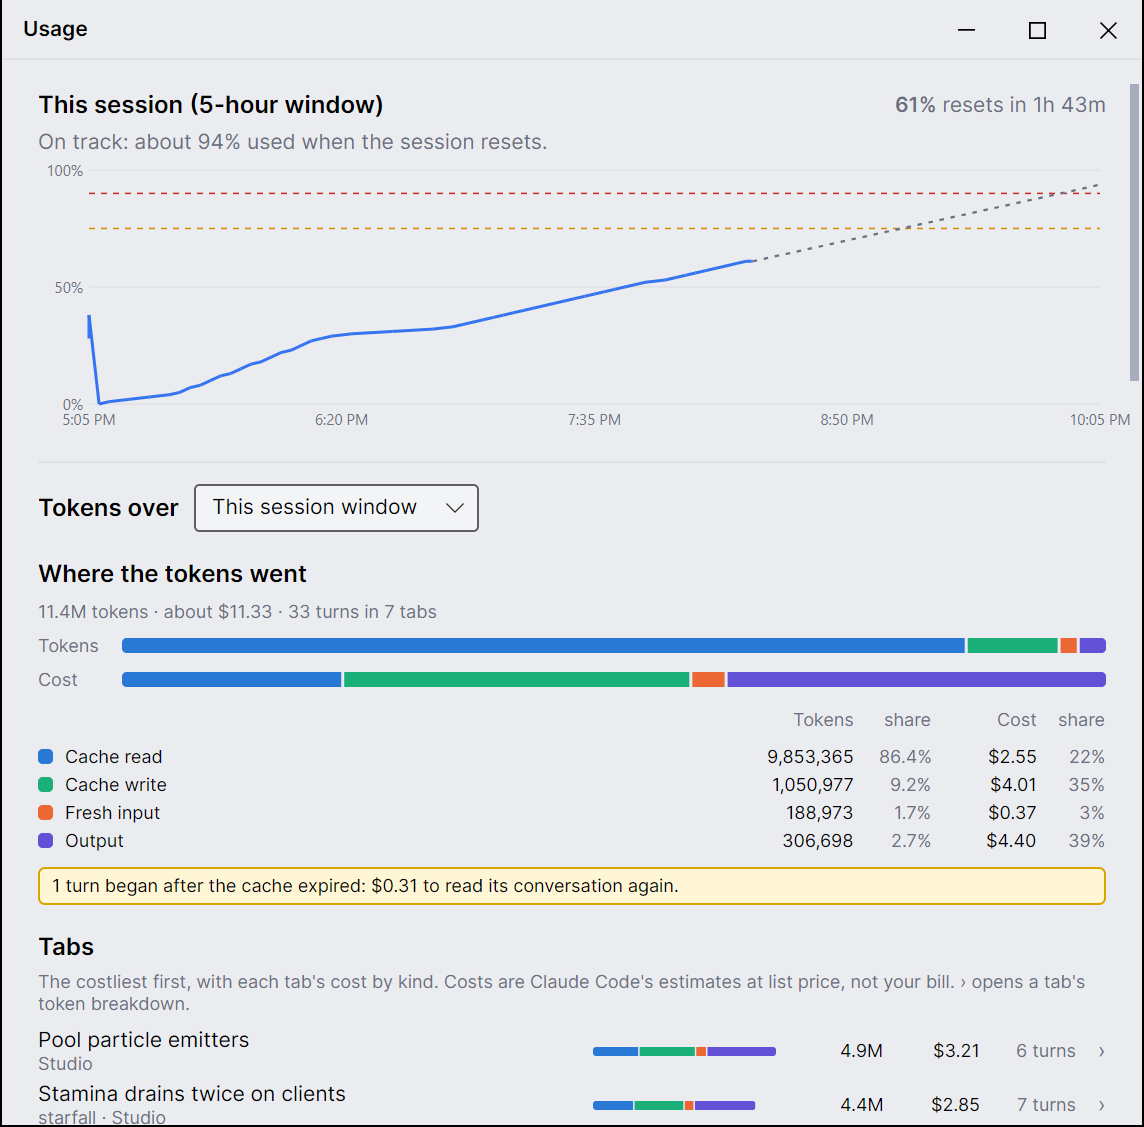 Usage
This session (5-hour window)
61% resets in 1h 43m
On track: about 94% used when the session resets.
100%
50%
0%
5:05 PM 6:20 PM 7:35 PM 8:50 PM 10:05 PM
Tokens over This session window
Where the tokens went
11.4M tokens · about $11.33 · 33 turns in 7 tabs
Tokens
Cost
Tokens share Cost share
Cache read 9,853,365 86.4% $2.55 22%
Cache write 1,050,977 9.2% $4.01 35%
Fresh input 188,973 1.7% $0.37 3%
Output 306,698 2.7% $4.40 39%
1 turn began after the cache expired: $0.31 to read its conversation again.
Tabs
The costliest first, with each tab's cost by kind. Costs are Claude Code's estimates at list price, not your bill. › opens a tab's
token breakdown.
Pool particle emitters
Studio
4.9M $3.21 6 turns ›
Stamina drains twice on clients
starfall · Studio
4.4M $2.85 7 turns ›